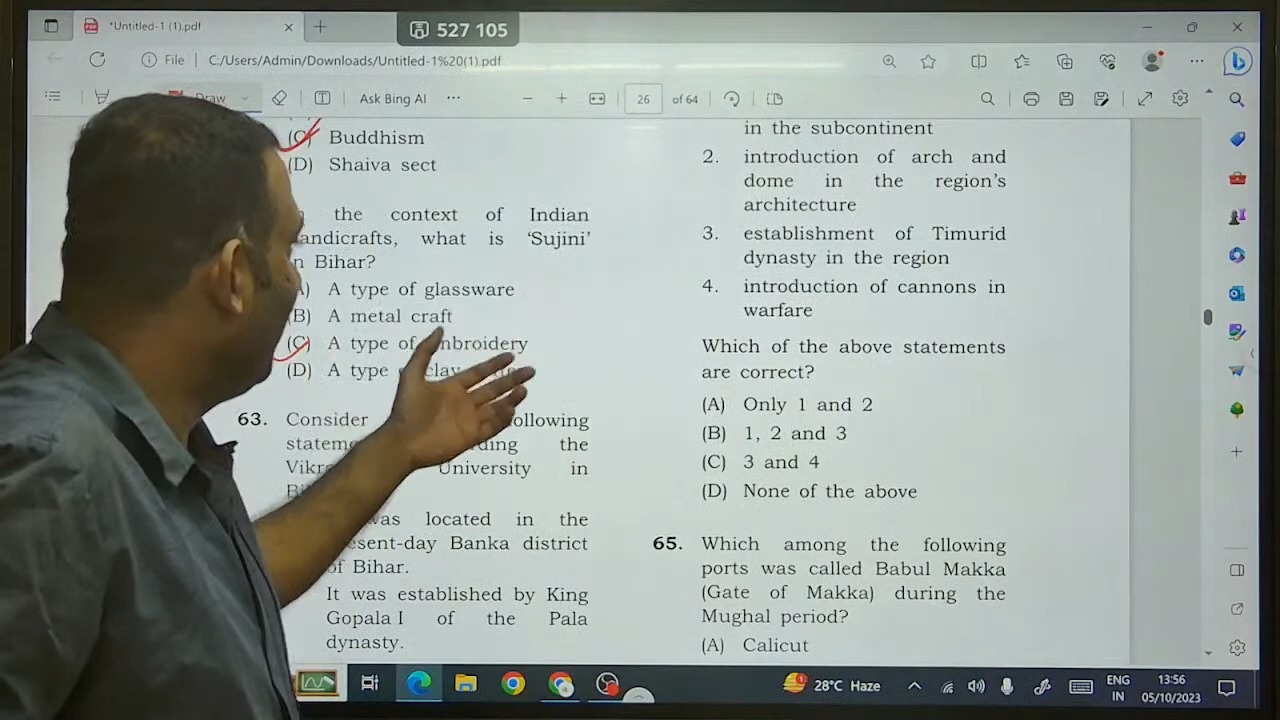 *Untitled-1 (1).pdf
527 105
File
C:/Users/Admin/Downloads/Untitled-1%20(1).pdf
Draw
Ask Bing AI
26
of 64
(C) Buddhism
(D) Shaiva sect
the context of Indian
what is ‘Sujini’
Bihar?
A type of glassware
(B) A metal craft
(C) A type of
(D) A type
63. Consider
the
University in
was located in the
Banka district
of Bihar.
It was established by King
Gopala I of the Pala
dynasty.
in the subcontinent
2. introduction of arch and
dome in the region’s
architecture
3. establishment of Timurid
dynasty in the region
4. introduction of cannons in
warfare
Which of the above statements
are correct?
(A) Only 1 and 2
(B) 1, 2 and 3
(C) 3 and 4
(D) None of the above
65. Which among the following
ports was called Babul Makka
(Gate of Makka) during the
Mughal period?
(A) Calicut
28°C Haze
ENG
IN
13:56
05/10/2023